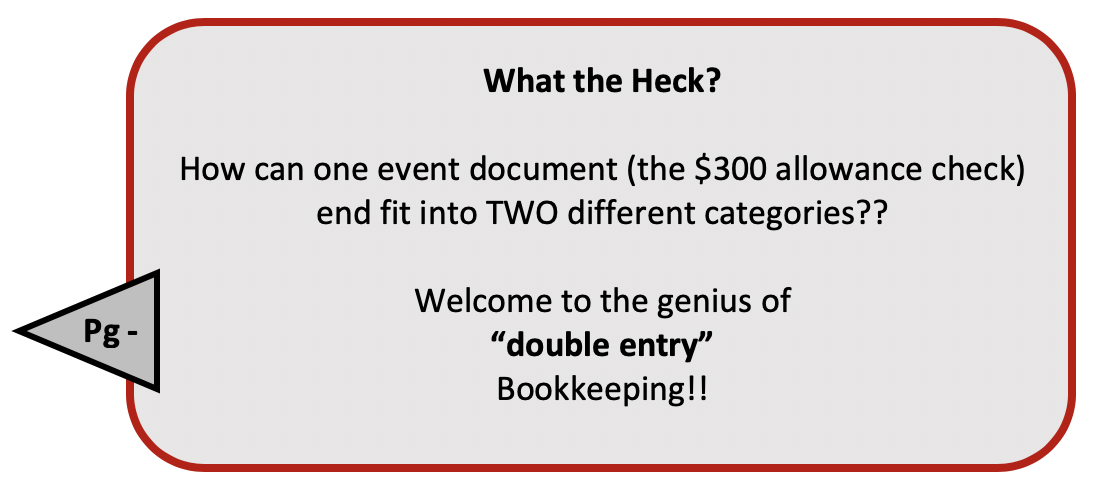 What the Heck?
How can one event document (the $300 allowance check)
end fit into TWO different categories??
Welcome to the genius of
“double entry”
Bookkeeping!!
Pg -